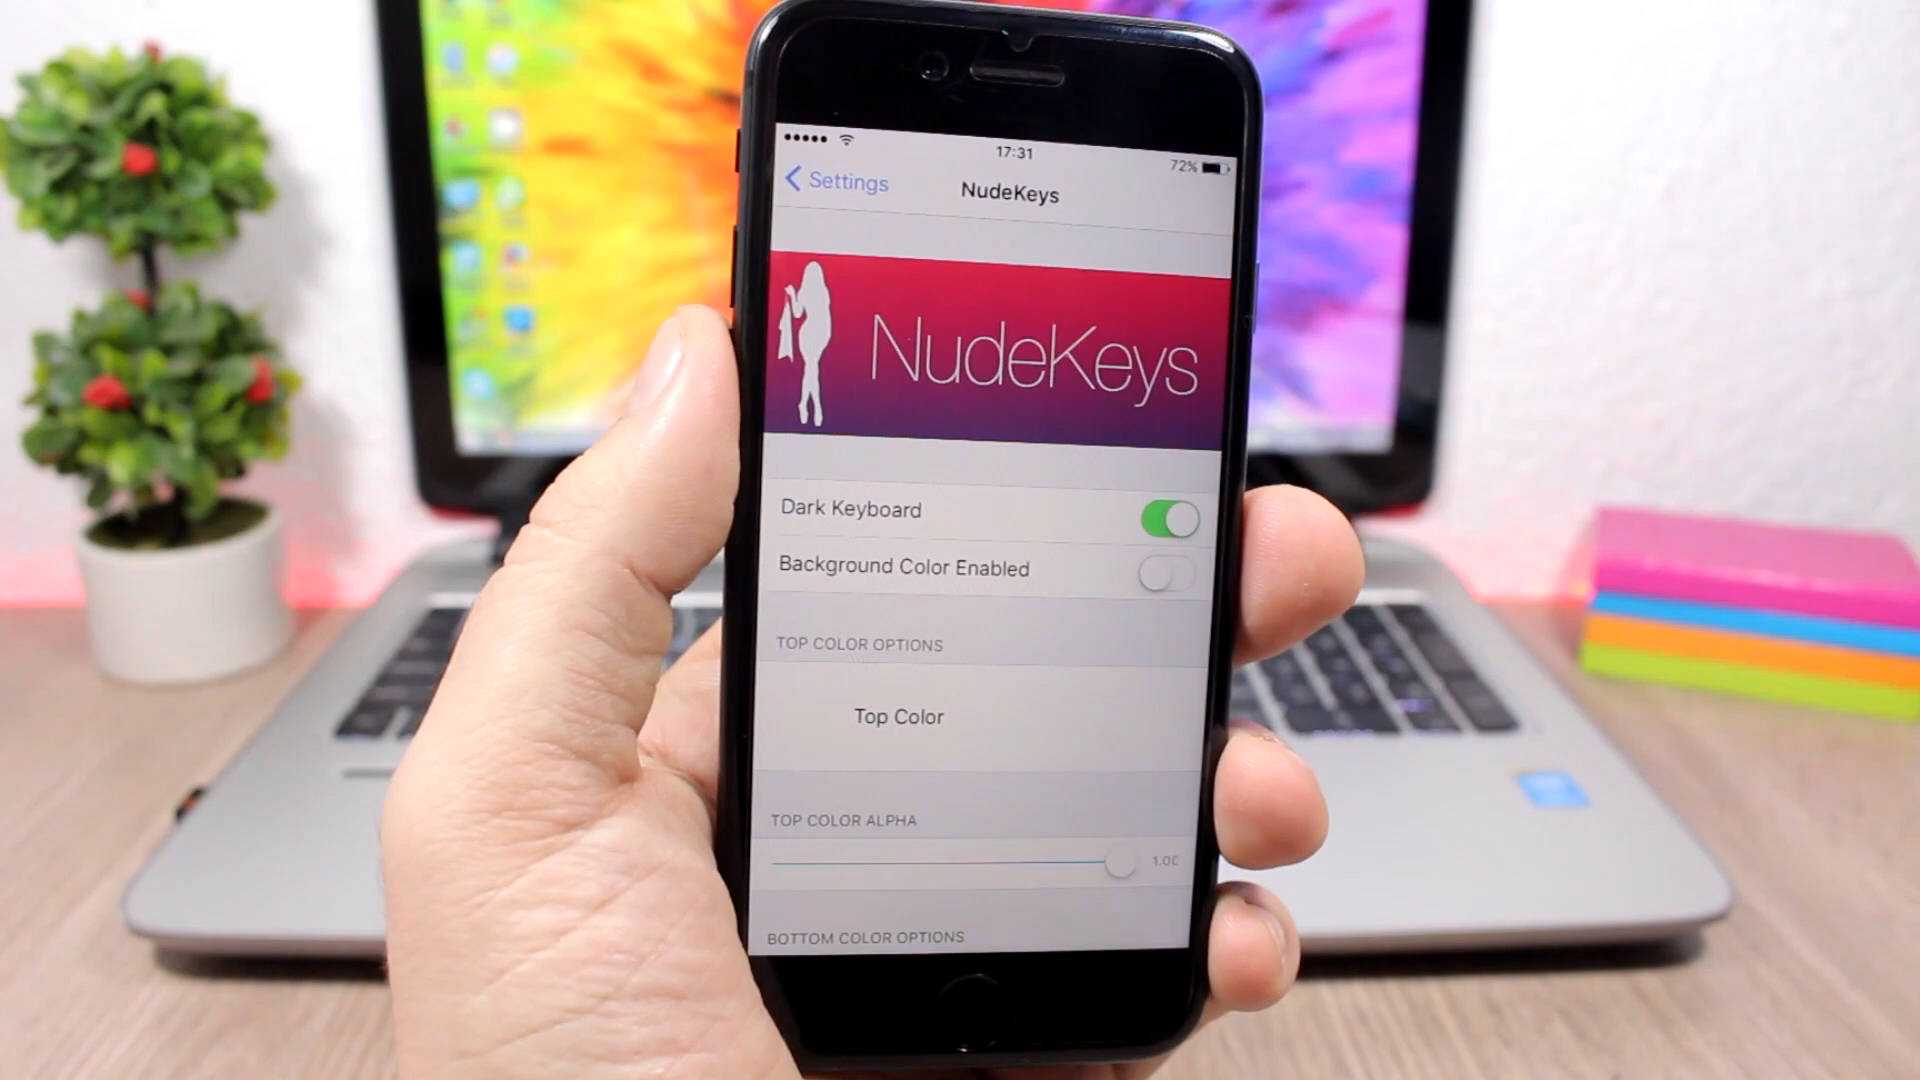 17:31
72%
Settings
NudeKeys
NudeKeys
Dark Keyboard
Background Color Enabled
TOP COLOR OPTIONS
Top Color
TOP COLOR ALPHA
1.00
BOTTOM COLOR OPTIONS